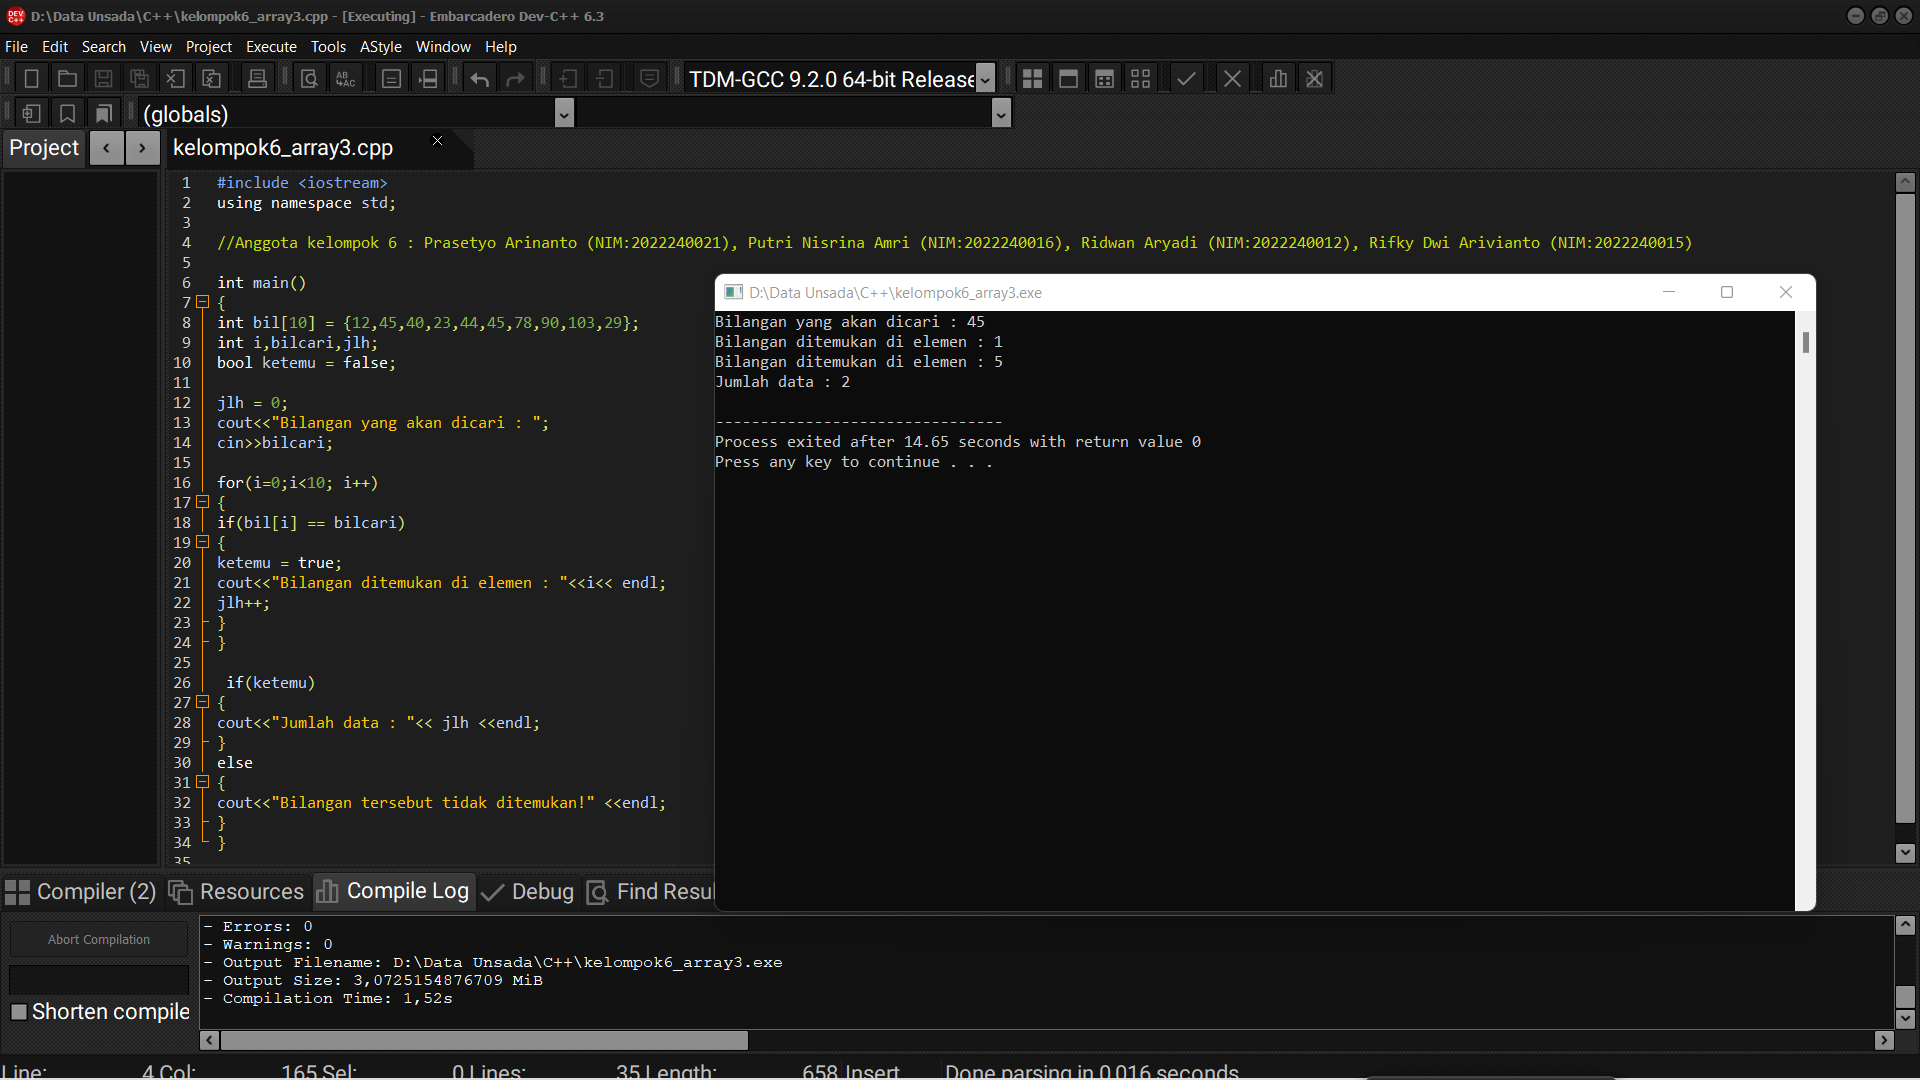 D:\Data Unsada\C++\kelompok6_array3.cpp - [Executing] - Embarcadero Dev-C++ 6.3
File Edit Search View Project Execute Tools AStyle Window Help
TDM-GCC 9.2.0 64-bit Release
(globals)
Project
kelompok6_array3.cpp
1 #include <iostream>
2 using namespace std;
3
4 //Anggota kelompok 6 : Prasetyo Arinanto (NIM:2022240021), Putri Nisrina Amri (NIM:2022240016), Ridwan Aryadi (NIM:2022240012), Rifky Dwi Arivianto (NIM:2022240015)
5
6 int main()
7 {
8 int bil[10] = {12,45,40,23,44,45,78,90,103,29};
9 int i,bilcari,jlh;
10 bool ketemu = false;
11
12 jlh = 0;
13 cout<<"Bilangan yang akan dicari : ";
14 cin>>bilcari;
15
16 for(i=0;i<10; i++)
17 {
18 if(bil[i] == bilcari)
19 {
20 ketemu = true;
21 cout<<"Bilangan ditemukan di elemen : "<<i<< endl;
22 jlh++;
23 }
24 }
25
26 if(ketemu)
27 {
28 cout<<"Jumlah data : "<< jlh <<endl;
29 }
30 else
31 {
32 cout<<"Bilangan tersebut tidak ditemukan!" <<endl;
33 }
34 }
35
D:\Data Unsada\C++\kelompok6_array3.exe
Bilangan yang akan dicari : 45
Bilangan ditemukan di elemen : 1
Bilangan ditemukan di elemen : 5
Jumlah data : 2
--------------------------------
Process exited after 14.65 seconds with return value 0
Press any key to continue . . .
Compiler (2) Resources Compile Log Debug Find Resul
Abort Compilation
Shorten compile
- Errors: 0
- Warnings: 0
- Output Filename: D:\Data Unsada\C++\kelompok6_array3.exe
- Output Size: 3,0725154876709 MiB
- Compilation Time: 1,52s
Line: 4 Col: 165 Sel: 0 Lines: 35 Length: 658 Insert Done parsing in 0.016 seconds